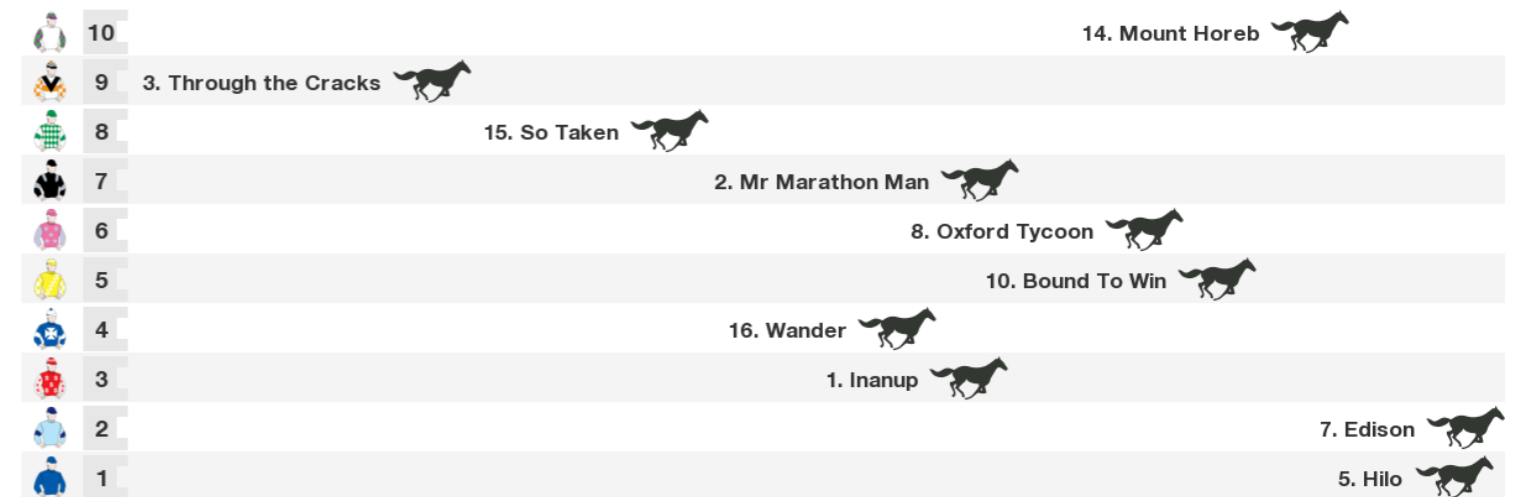 10 14. Mount Horeb
9 3. Through the Cracks
8 15. So Taken
7 2. Mr Marathon Man
6 8. Oxford Tycoon
5 10. Bound To Win
4 16. Wander
3 1. Inanup
2 7. Edison
1 5. Hilo